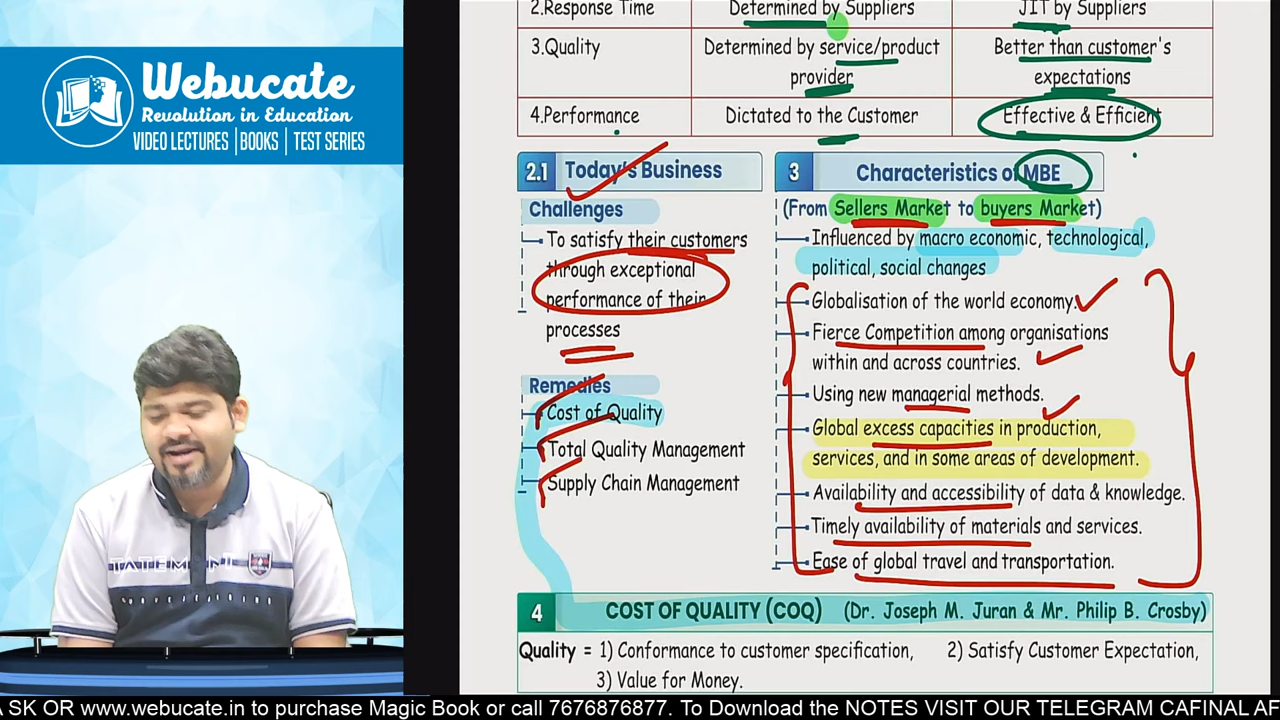 Webucate
Revolution in Education
VIDEO LECTURES | BOOKS | TEST SERIES
2.Response Time Determined by Suppliers JIT by Suppliers
3.Quality Determined by service/product provider Better than customer's expectations
4.Performance Dictated to the Customer Effective & Efficient
2.1 Today's Business
Challenges
To satisfy their customers
through exceptional
performance of their
processes
Remedies
Cost of Quality
Total Quality Management
Supply Chain Management
3 Characteristics of MBE
(From Sellers Market to buyers Market)
Influenced by macro economic, technological,
political, social changes
Globalisation of the world economy.
Fierce Competition among organisations
within and across countries.
Using new managerial methods.
Global excess capacities in production,
services, and in some areas of development.
Availability and accessibility of data & knowledge.
Timely availability of materials and services.
Ease of global travel and transportation.
4 COST OF QUALITY (COQ) (Dr. Joseph M. Juran & Mr. Philip B. Crosby)
Quality = 1) Conformance to customer specification, 2) Satisfy Customer Expectation,
3) Value for Money.
A SK OR www.webucate.in to purchase Magic Book or call 7676876877. To Download the NOTES VISIT OUR TELEGRAM CAFINAL AF